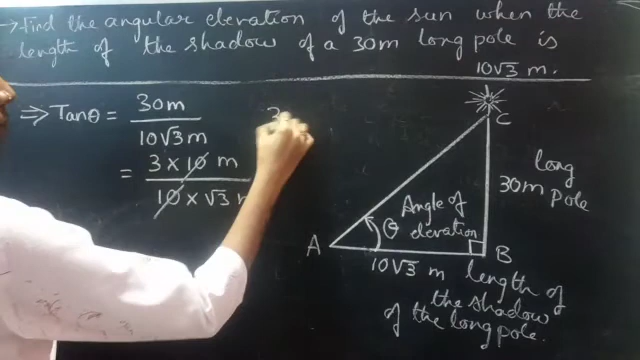 → Find the angular elevation of the sun when the
length of the shadow of a 30m long pole is
10√3 m.
⇒ Tanθ = 30m
10√3 m
= 3 × 10 m
10 × √3
C
long
30m Pole
Angle of
elevation
θ
A
B
10√3 m length of
the shadow
of the long pole.